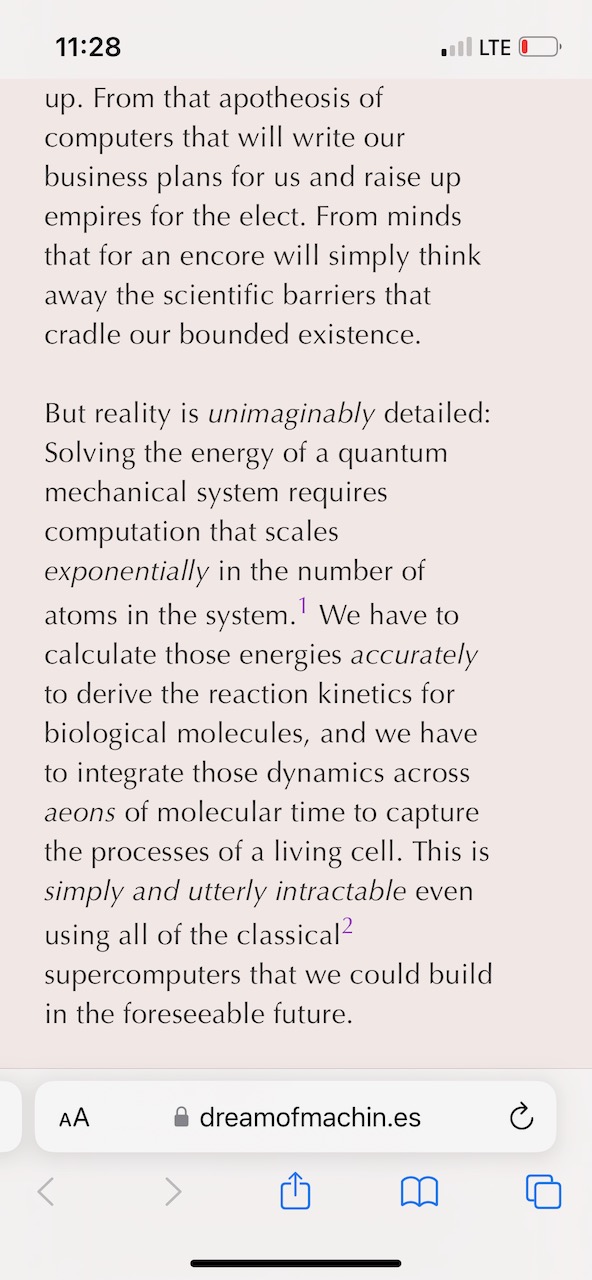 11:28
LTE
up. From that apotheosis of
computers that will write our
business plans for us and raise up
empires for the elect. From minds
that for an encore will simply think
away the scientific barriers that
cradle our bounded existence.
But reality is unimaginably detailed:
Solving the energy of a quantum
mechanical system requires
computation that scales
exponentially in the number of
atoms in the system.1 We have to
calculate those energies accurately
to derive the reaction kinetics for
biological molecules, and we have
to integrate those dynamics across
aeons of molecular time to capture
the processes of a living cell. This is
simply and utterly intractable even
using all of the classical2
supercomputers that we could build
in the foreseeable future.
AA dreamofmachin.es